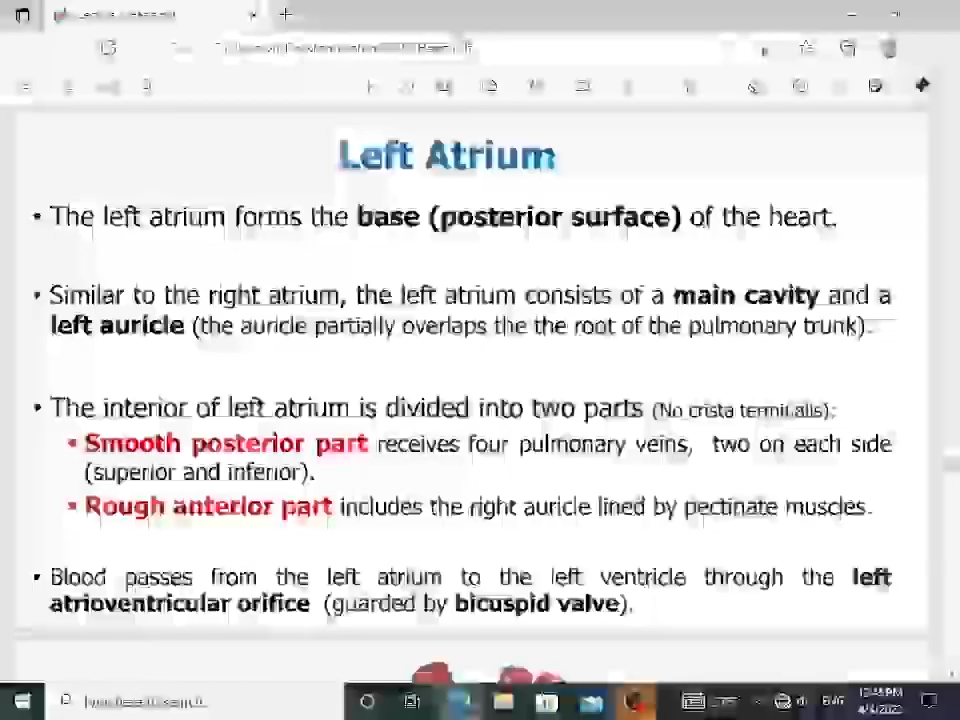 Left Atrium
• The left atrium forms the base (posterior surface) of the heart.
• Similar to the right atrium, the left atrium consists of a main cavity and a
left auricle (the auricle partially overlaps the the root of the pulmonary trunk).
• The interior of left atrium is divided into two parts (No crista terminalis):
• Smooth posterior part receives four pulmonary veins, two on each side
(superior and inferior).
• Rough anterior part includes the right auricle lined by pectinate muscles.
• Blood passes from the left atrium to the left ventricle through the left
atrioventricular orifice (guarded by bicuspid valve).
ENG